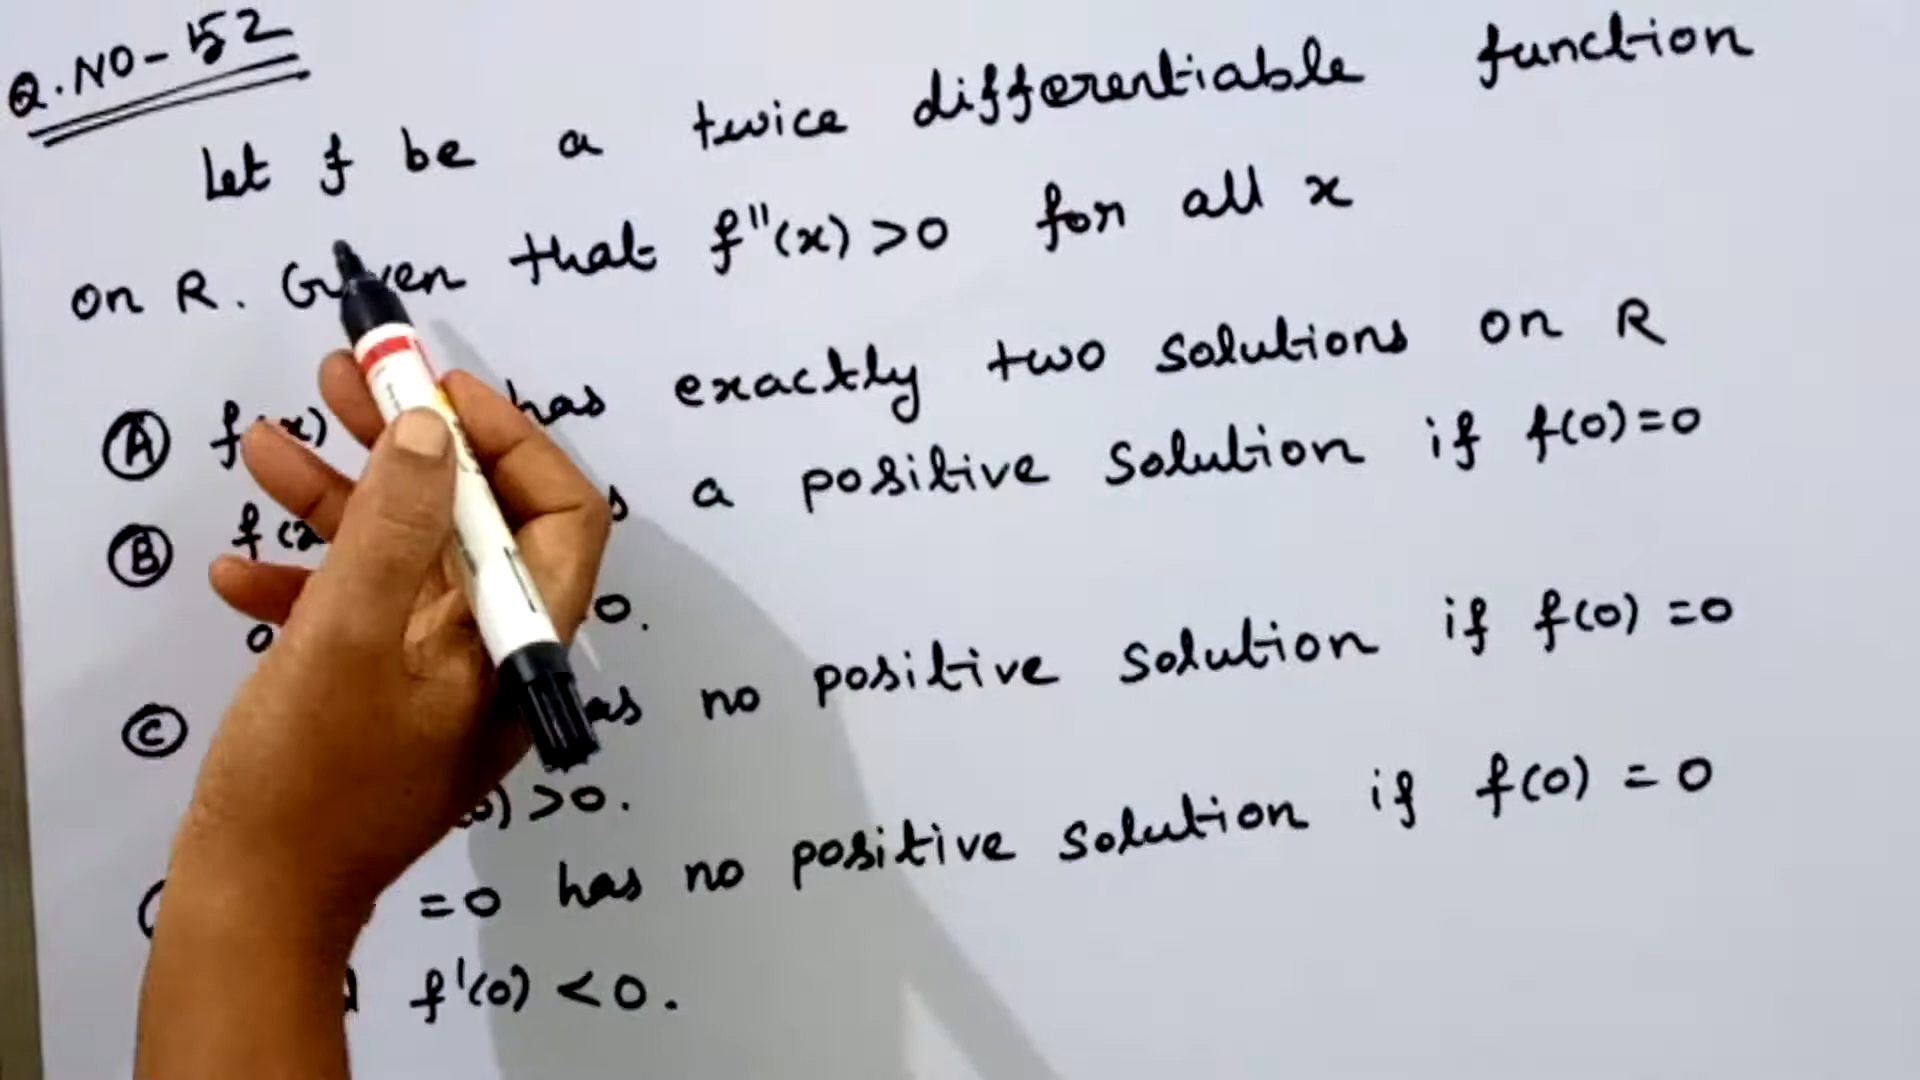 Q.NO-52
Let f be a twice differentiable function
on R. Given that f"(x) >0 for all x
(A) f(x) has exactly two solutions on R
(B) a positive solution if f(0)=0
0.
(C) no positive solution if f(0) =0
>0.
=0 has no positive solution if f(0) = 0
f'(0) <0.